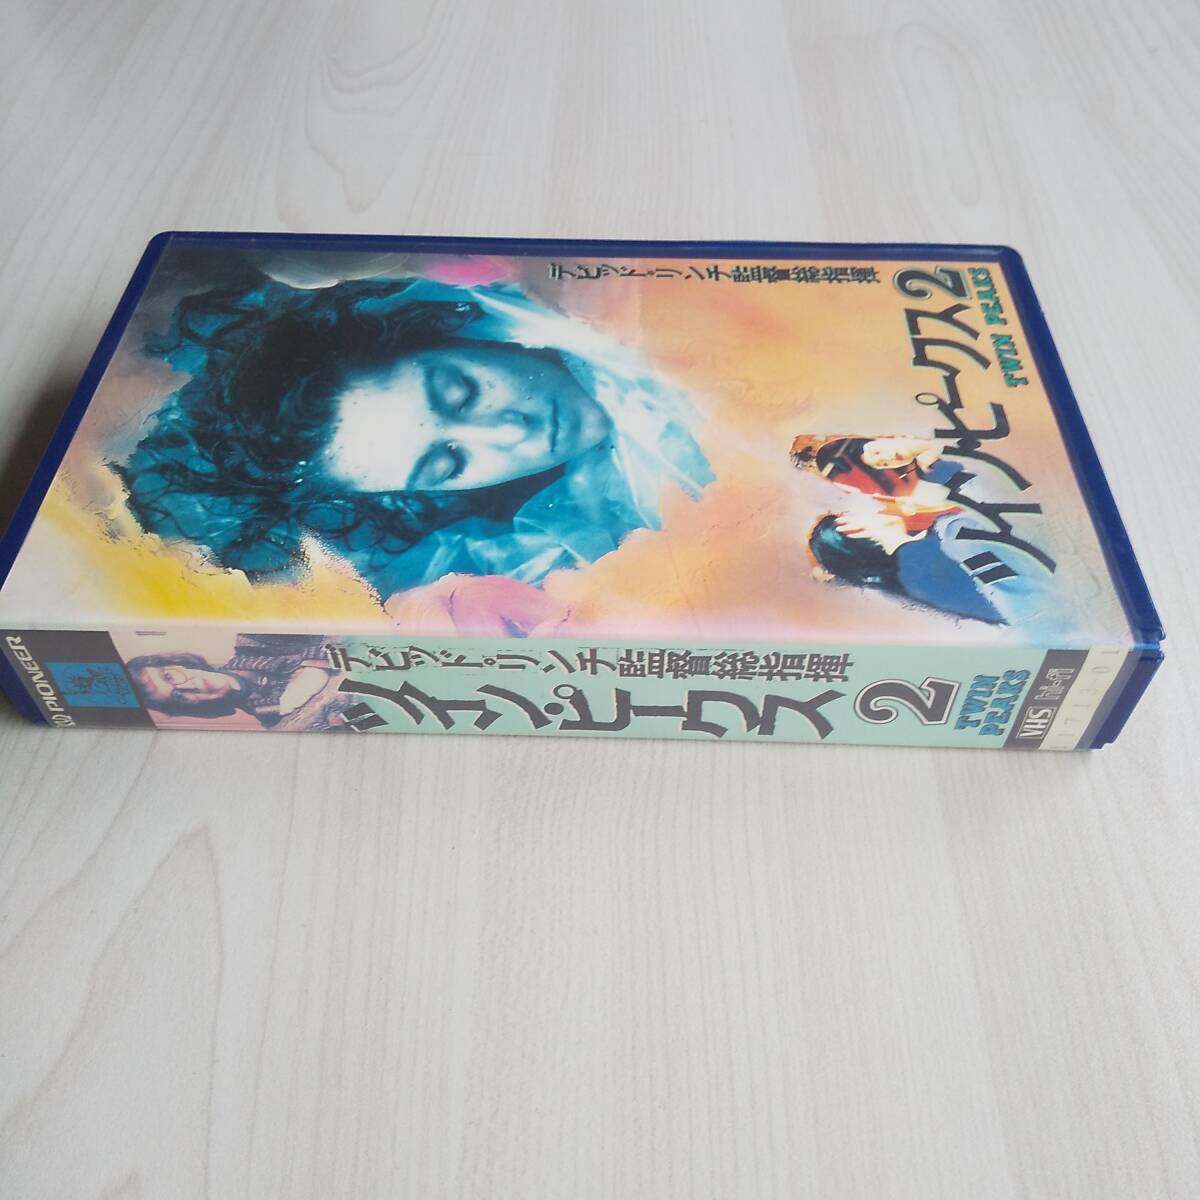 デビッド・リンチ監督総指揮
ツイン・ピークス2
TWIN PEAKS
PIONEER
デビッド・リンチ監督総指揮
ツイン・ピークス2
TWIN
PEAKS
VHS
1713-01